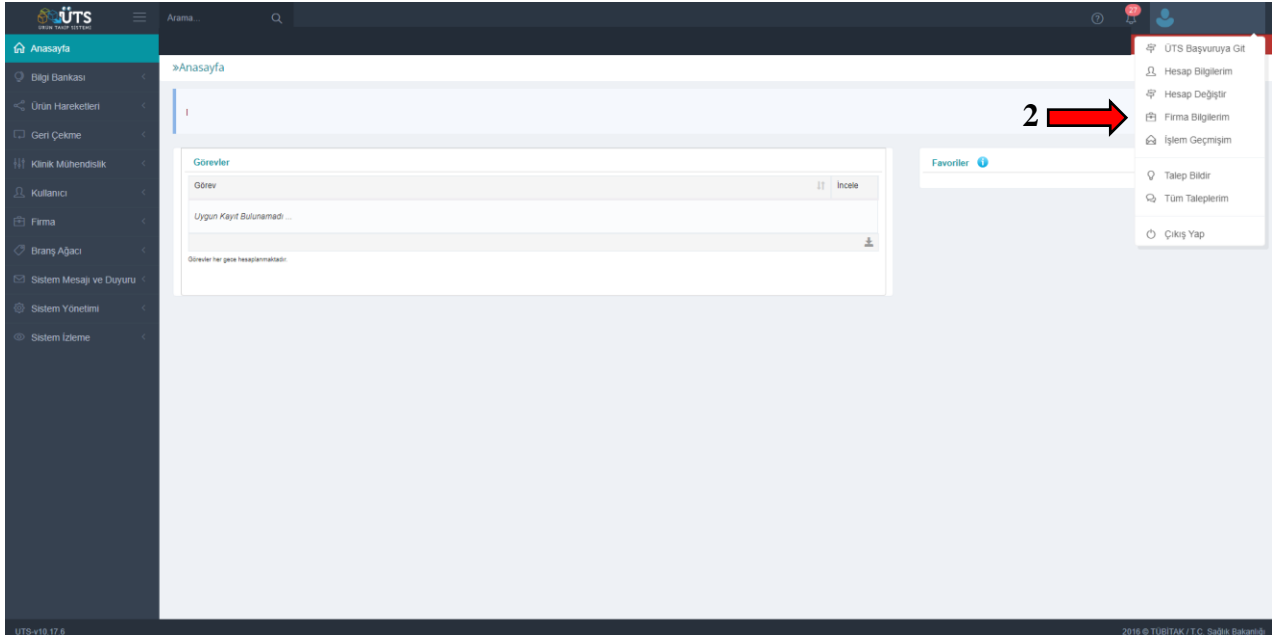 ÜTS
ÜRÜN TAKİP SİSTEMİ
Arama...
27
Anasayfa
Bilgi Bankası
Ürün Hareketleri
Geri Çekme
Klinik Mühendislik
Kullanıcı
Firma
Branş Ağacı
Sistem Mesajı ve Duyuru
Sistem Yönetimi
Sistem İzleme
»Anasayfa
Görevler
Görev
İncele
Uygun Kayıt Bulunamadı ...
Görevler her gece hesaplanmaktadır.
Favoriler
2
ÜTS Başvuruya Git
Hesap Bilgilerim
Hesap Değiştir
Firma Bilgilerim
İşlem Geçmişim
Talep Bildir
Tüm Taleplerim
Çıkış Yap
UTS-v10.17.6
2016 © TÜBİTAK / T.C. Sağlık Bakanlığı